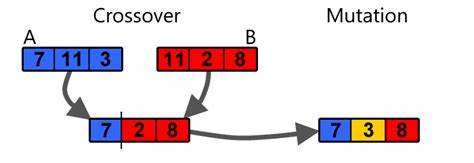 Crossover Mutation
A B
7 11 3 11 2 8
7 2 8 7 3 8